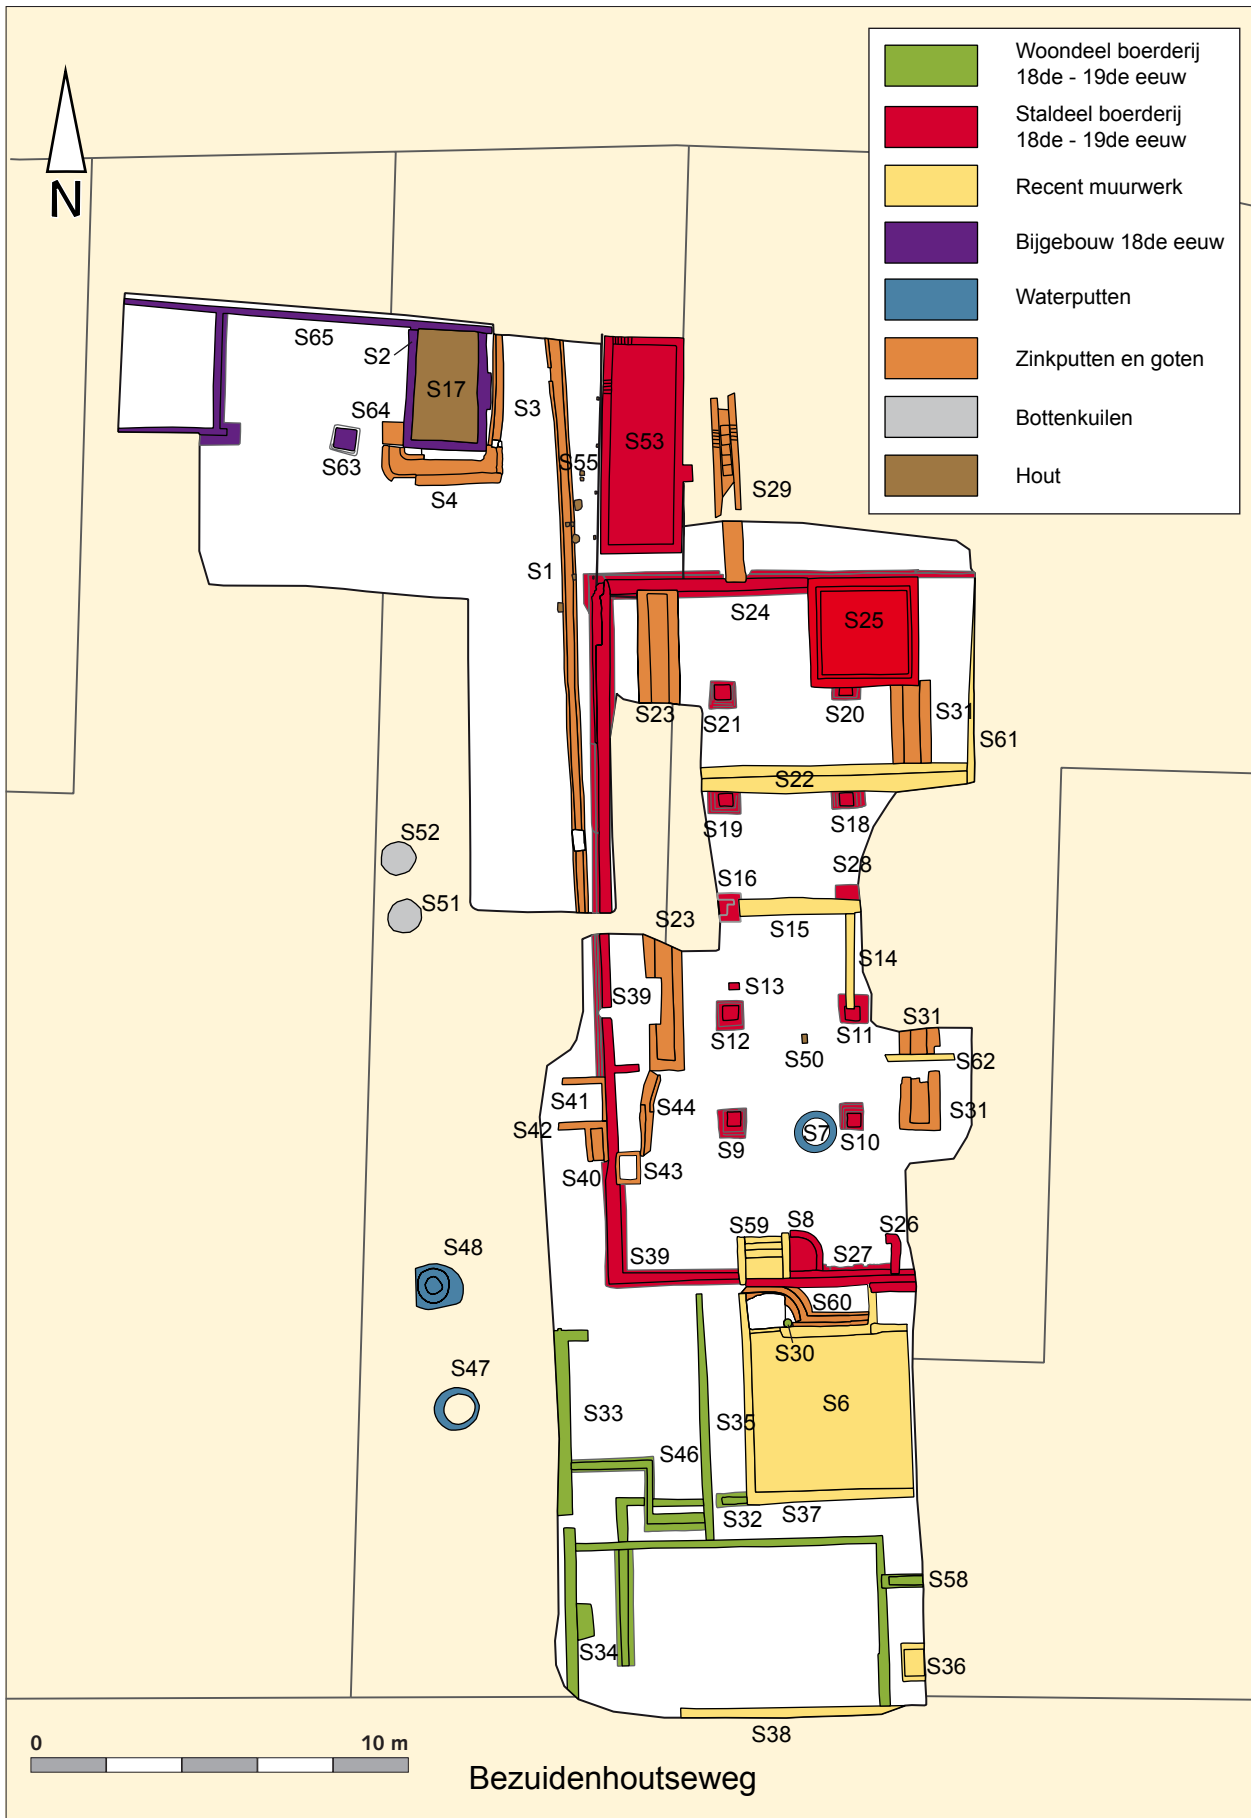 Woondeel boerderij
18de - 19de eeuw
Staldeel boerderij
18de - 19de eeuw
Recent muurwerk
Bijgebouw 18de eeuw
Waterputten
Zinkputten en goten
Bottenkuilen
Hout
N
S65
S2
S17
S3
S64
S63
S4
S55
S53
S29
S1
S24
S25
S23
S21
S20
S31
S61
S22
S19
S18
S52
S16
S28
S51
S23
S15
S14
S39
S13
S12
S50
S11
S31
S62
S41
S44
S31
S42
S9
S7
S10
S40
S43
S59
S8
S26
S48
S39
S27
S60
S30
S47
S33
S35
S6
S46
S32
S37
S58
S34
S36
S38
0
10 m
Bezuidenhoutseweg